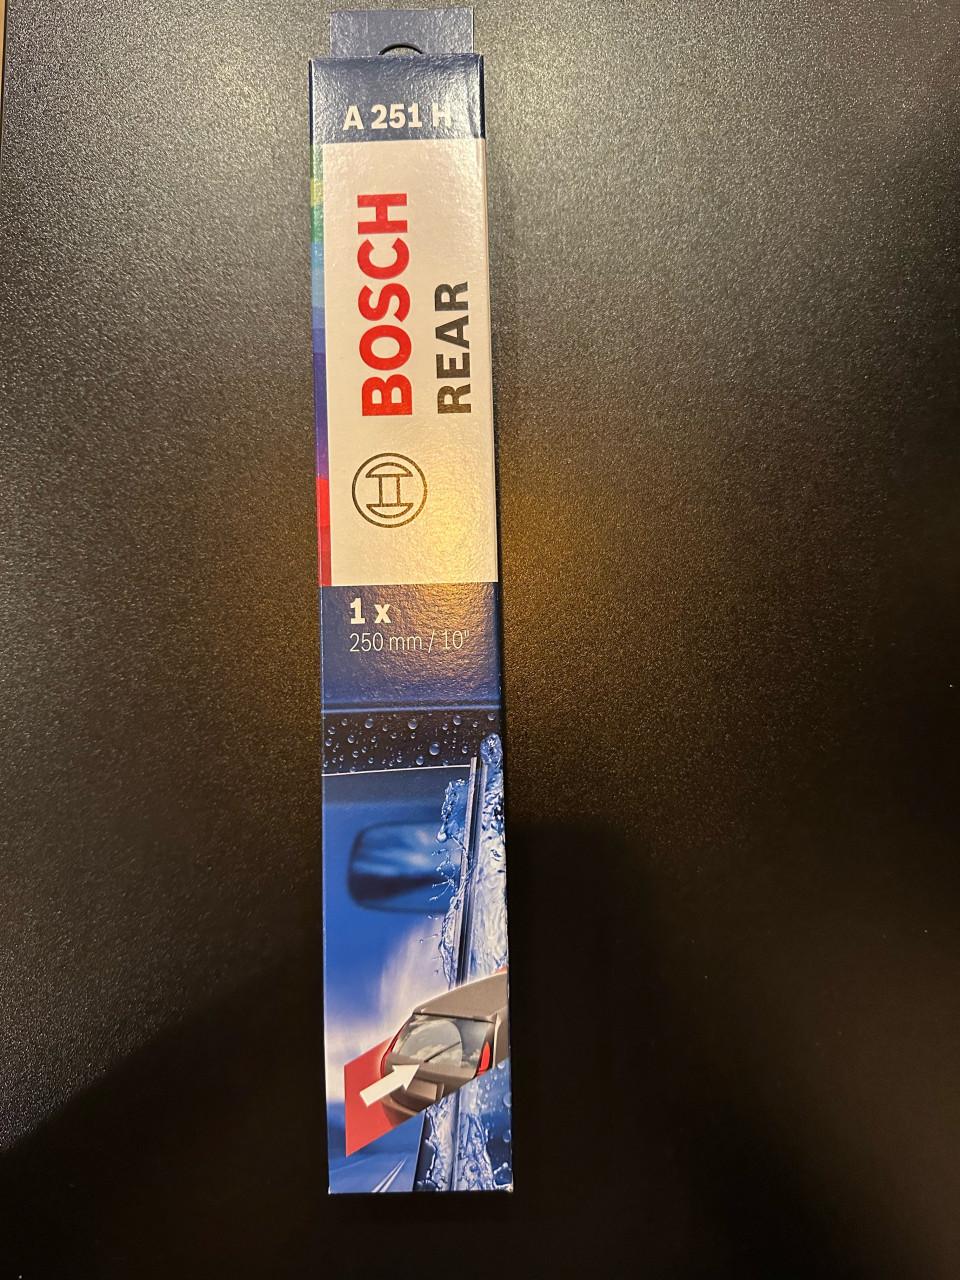 A 251 H
BOSCH
REAR
1 x
250 mm / 10"